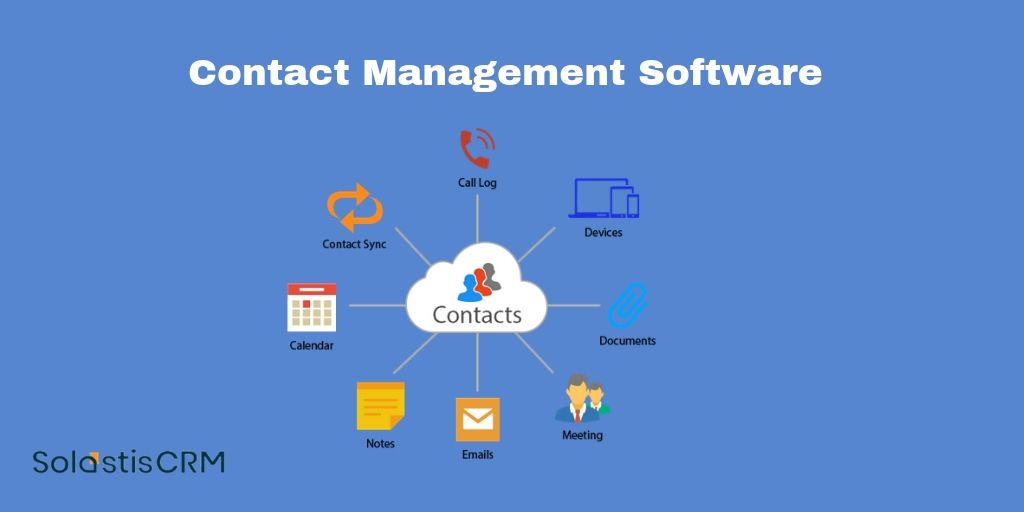 Contact Management Software
Call Log
Devices
Contact Sync
Contacts
Calendar
Documents
Notes
Emails
Meeting
SolastisCRM